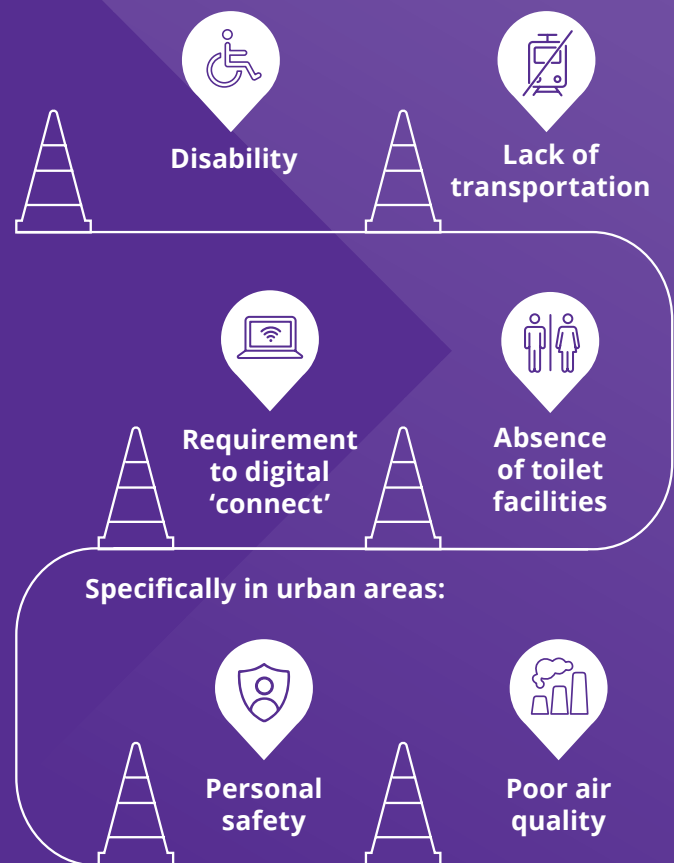 Disability
Lack of
transportation
Requirement
to digital
‘connect’
Absence
of toilet
facilities
Specifically in urban areas:
Personal
safety
Poor air
quality